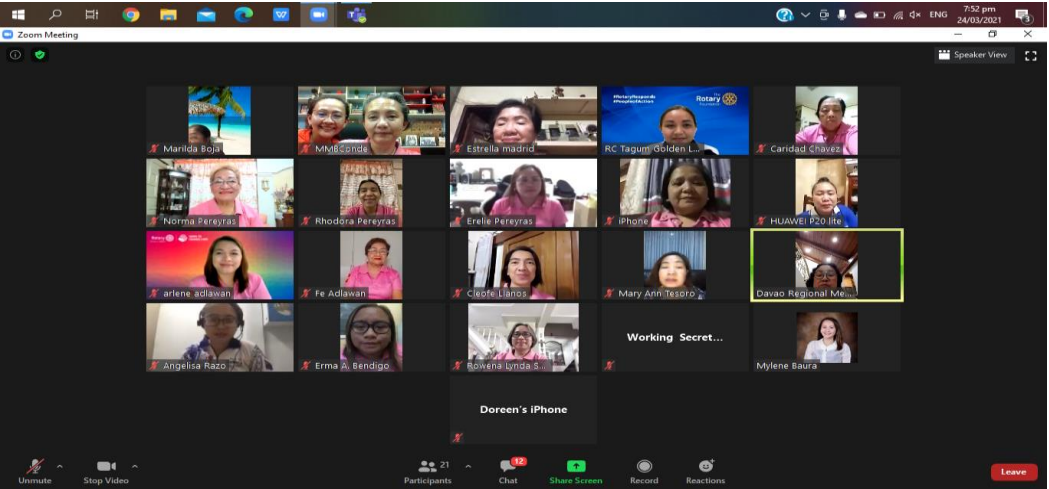 ENG
7:52 pm
24/03/2021
Zoom Meeting
Speaker View
Marilda Boja
MMBConde
Estrella madrid
#RotaryResponds
#PeopleofAction
The
Rotary
Foundation
RC Tagum Golden L...
Caridad Chavez
Norma Pereyras
Rhodora Pereyras
Erelie Pereyras
iPhone
HUAWEI P20 lite
Rotary
arlene adlawan
Fe Adlawan
Cleofe Llanos
Mary Ann Tesoro
Davao Regional Me...
Angelisa Razo
Erma A. Bendigo
Rowena Lynda S...
Working Secret...
Mylene Baura
Doreen's iPhone
Unmute
Stop Video
21
Participants
12
Chat
Share Screen
Record
Reactions
Leave